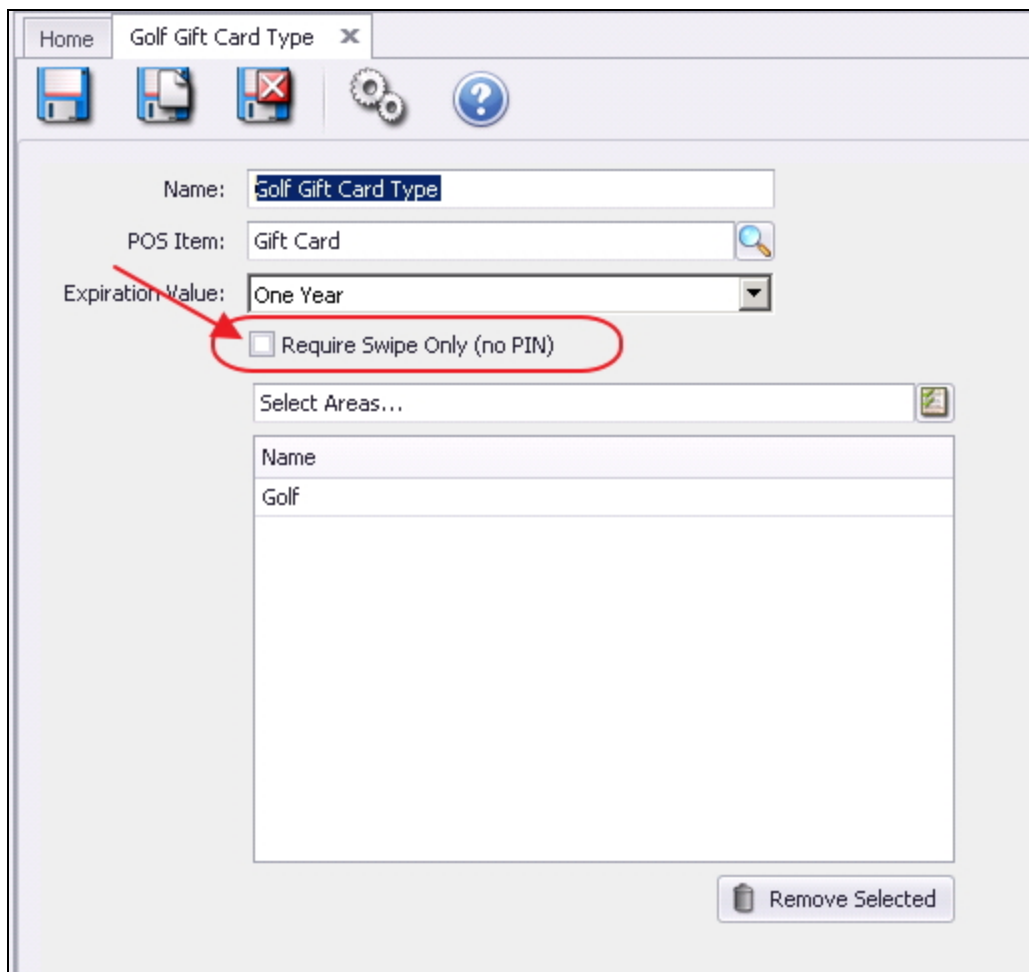 Home Golf Gift Card Type
Name: Golf Gift Card Type
POS Item: Gift Card
Expiration Value: One Year
Require Swipe Only (no PIN)
Select Areas...
Name
Golf
Remove Selected